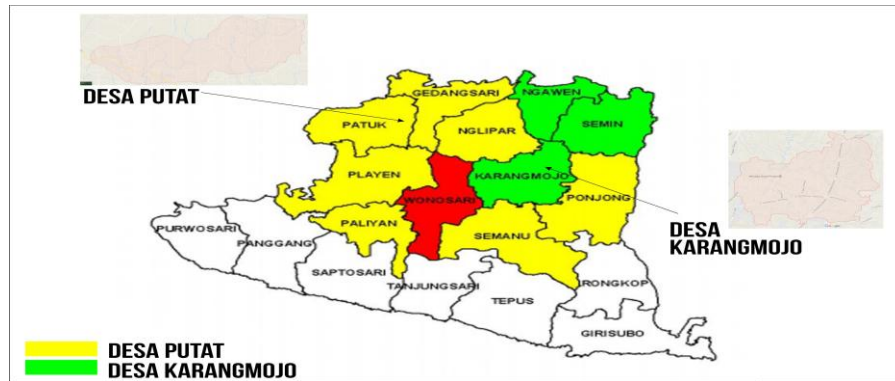 DESA PUTAT
GEDANGSARI
NGAWEN
PATUK
NGLIPAR
SEMIN
PLAYEN
KARANGMOJO
WONOSARI
PONJONG
PALIYAN
SEMANU
DESA
KARANGMOJO
PURWOSARI
PANGGANG
SAPTOSARI
TANJUNGSARI
TEPUS
RONGKOP
GIRISUBO
DESA PUTAT
DESA KARANGMOJO